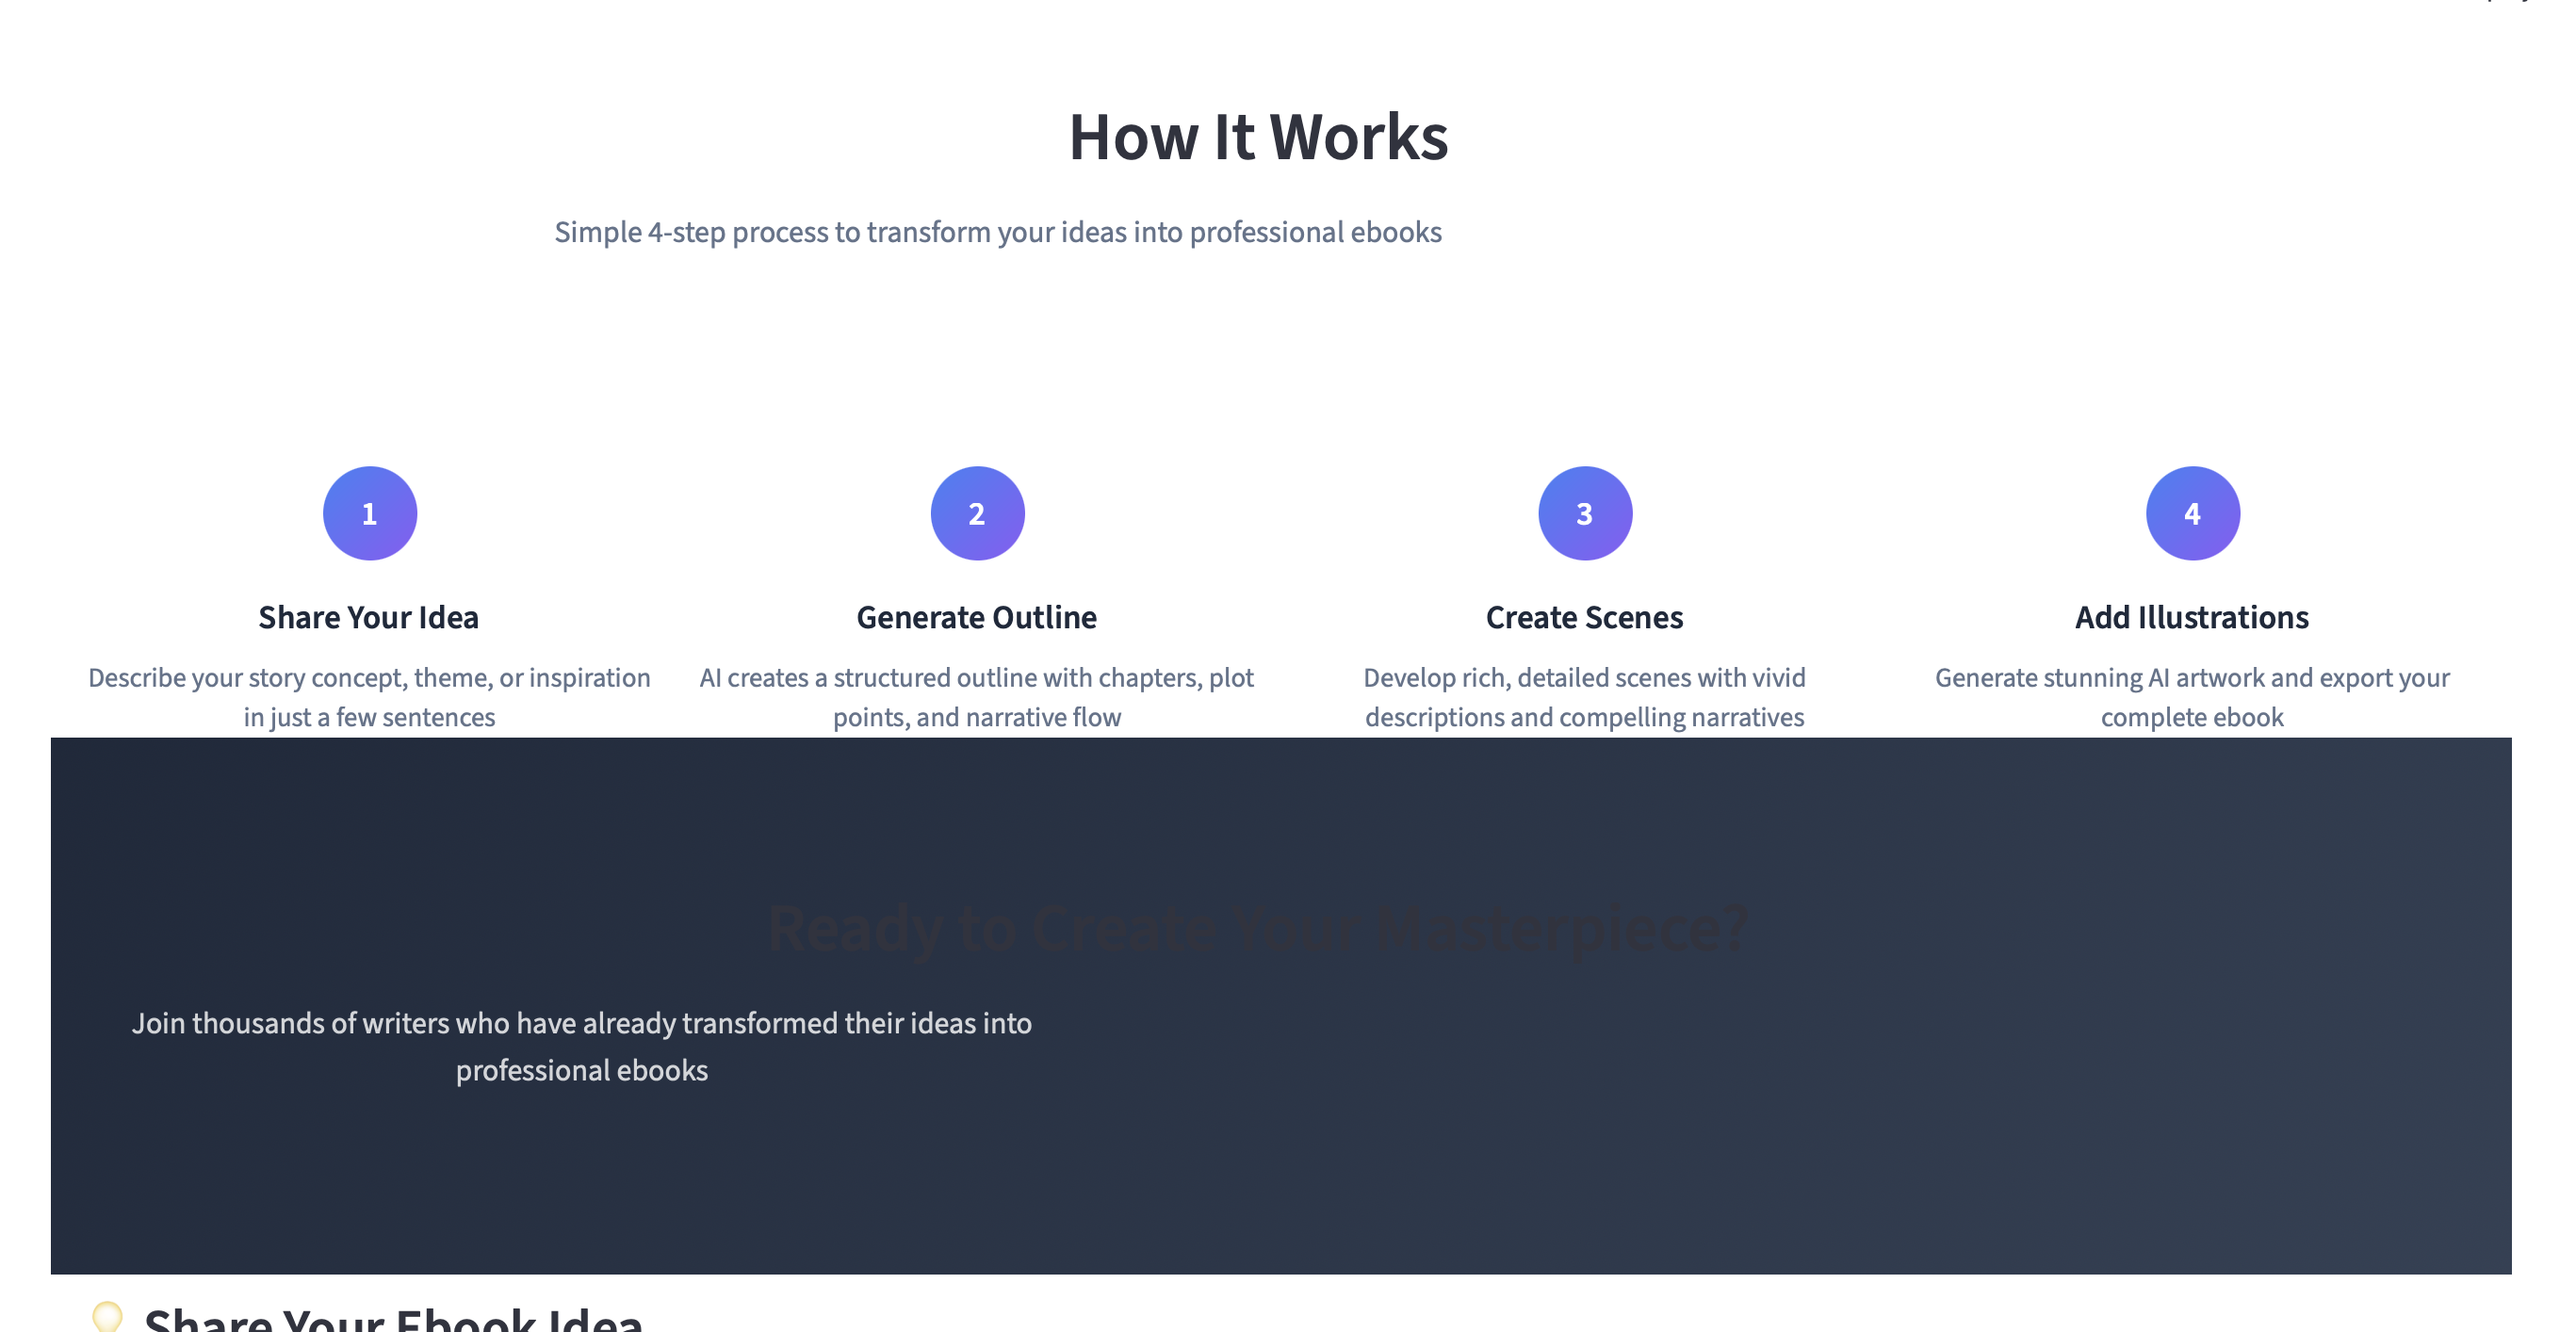 How It Works
Simple 4-step process to transform your ideas into professional ebooks
1
2
3
4
Share Your Idea
Generate Outline
Create Scenes
Add Illustrations
Describe your story concept, theme, or inspiration
in just a few sentences
AI creates a structured outline with chapters, plot
points, and narrative flow
Develop rich, detailed scenes with vivid
descriptions and compelling narratives
Generate stunning AI artwork and export your
complete ebook
Ready to Create Your Masterpiece?
Join thousands of writers who have already transformed their ideas into
professional ebooks
Share Your Ebook Idea